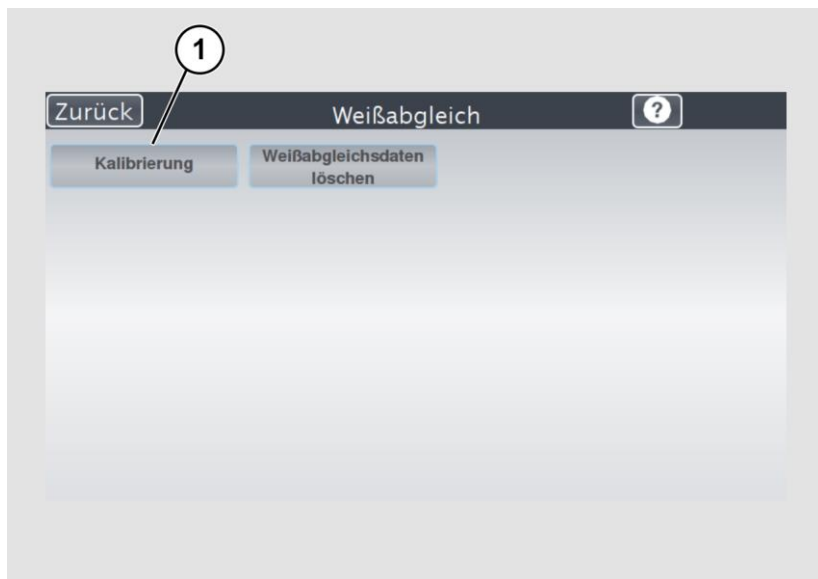 1
Zurück Weißabgleich ?
Kalibrierung
Weißabgleichsdaten
löschen